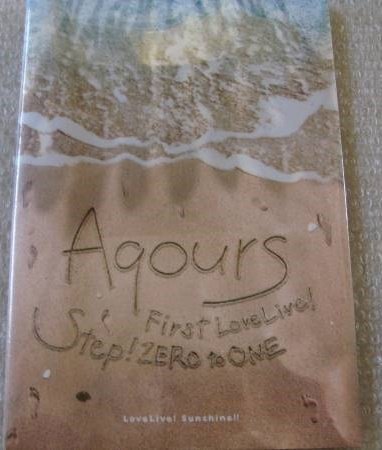 Aqours
First LoveLive!
Step! ZERO to ONE
LoveLive! Sunshine!!